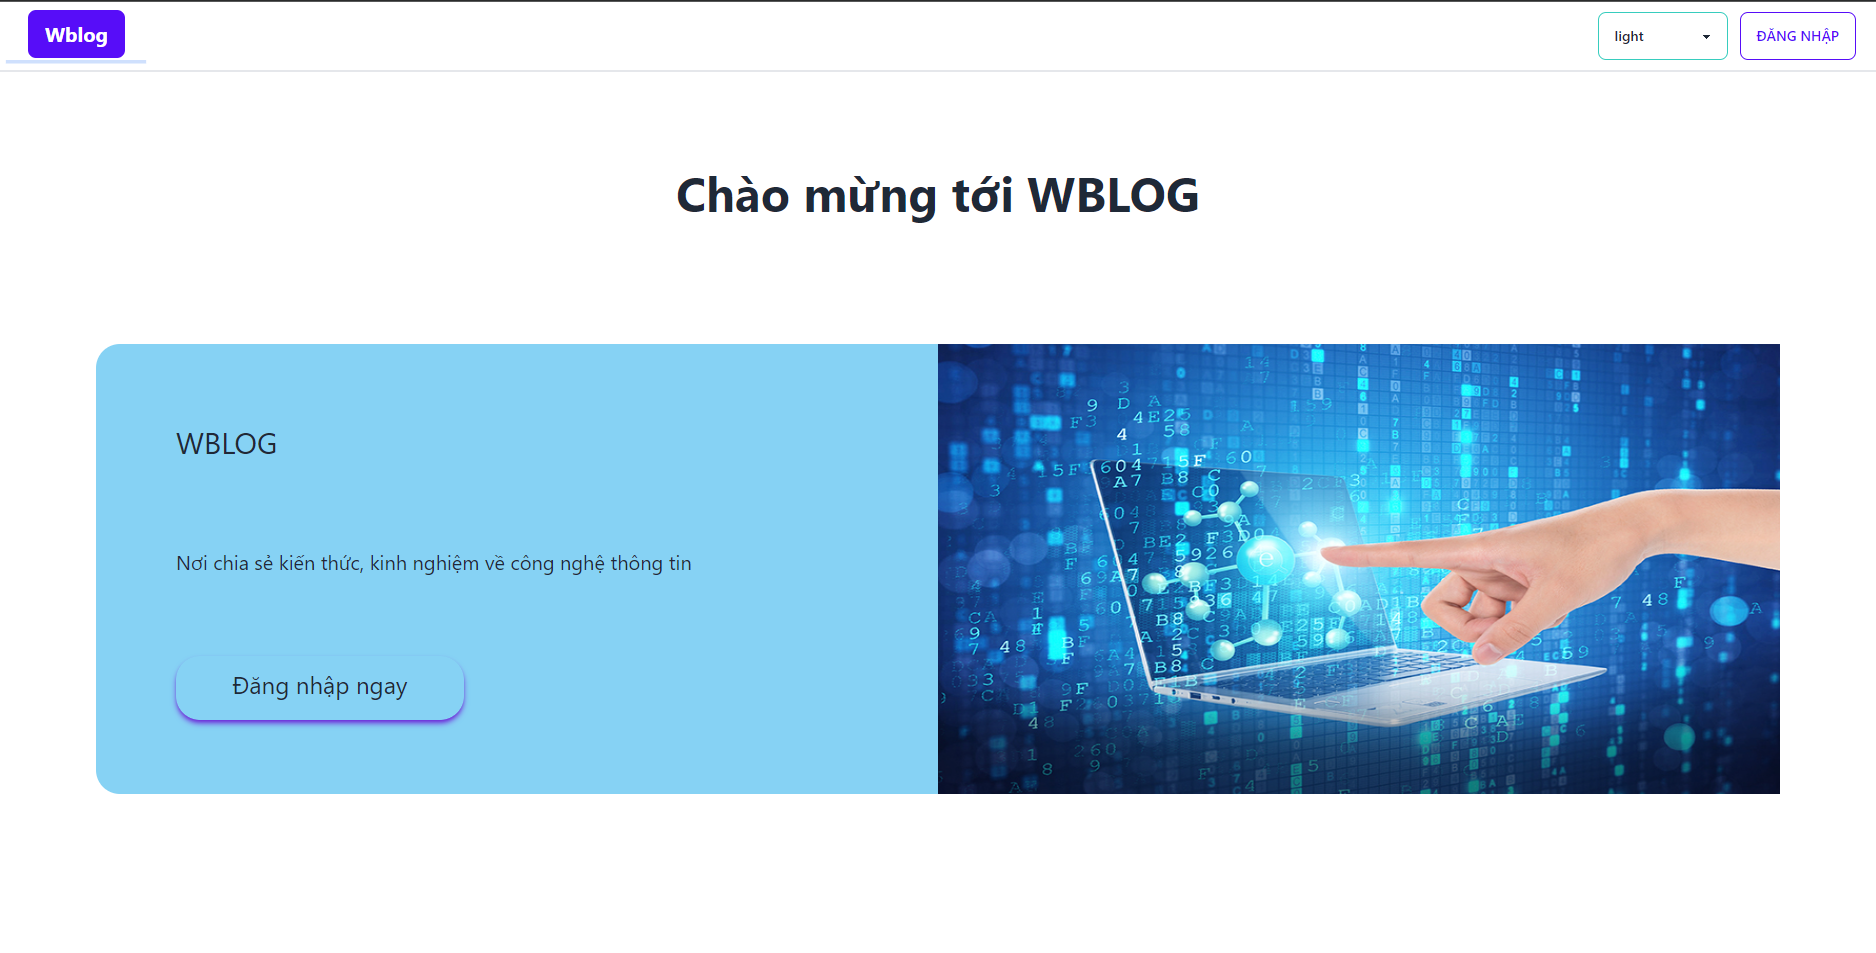 Wblog
light
ĐĂNG NHẬP
Chào mừng tới WBLOG
WBLOG
Nơi chia sẻ kiến thức, kinh nghiệm về công nghệ thông tin
Đăng nhập ngay